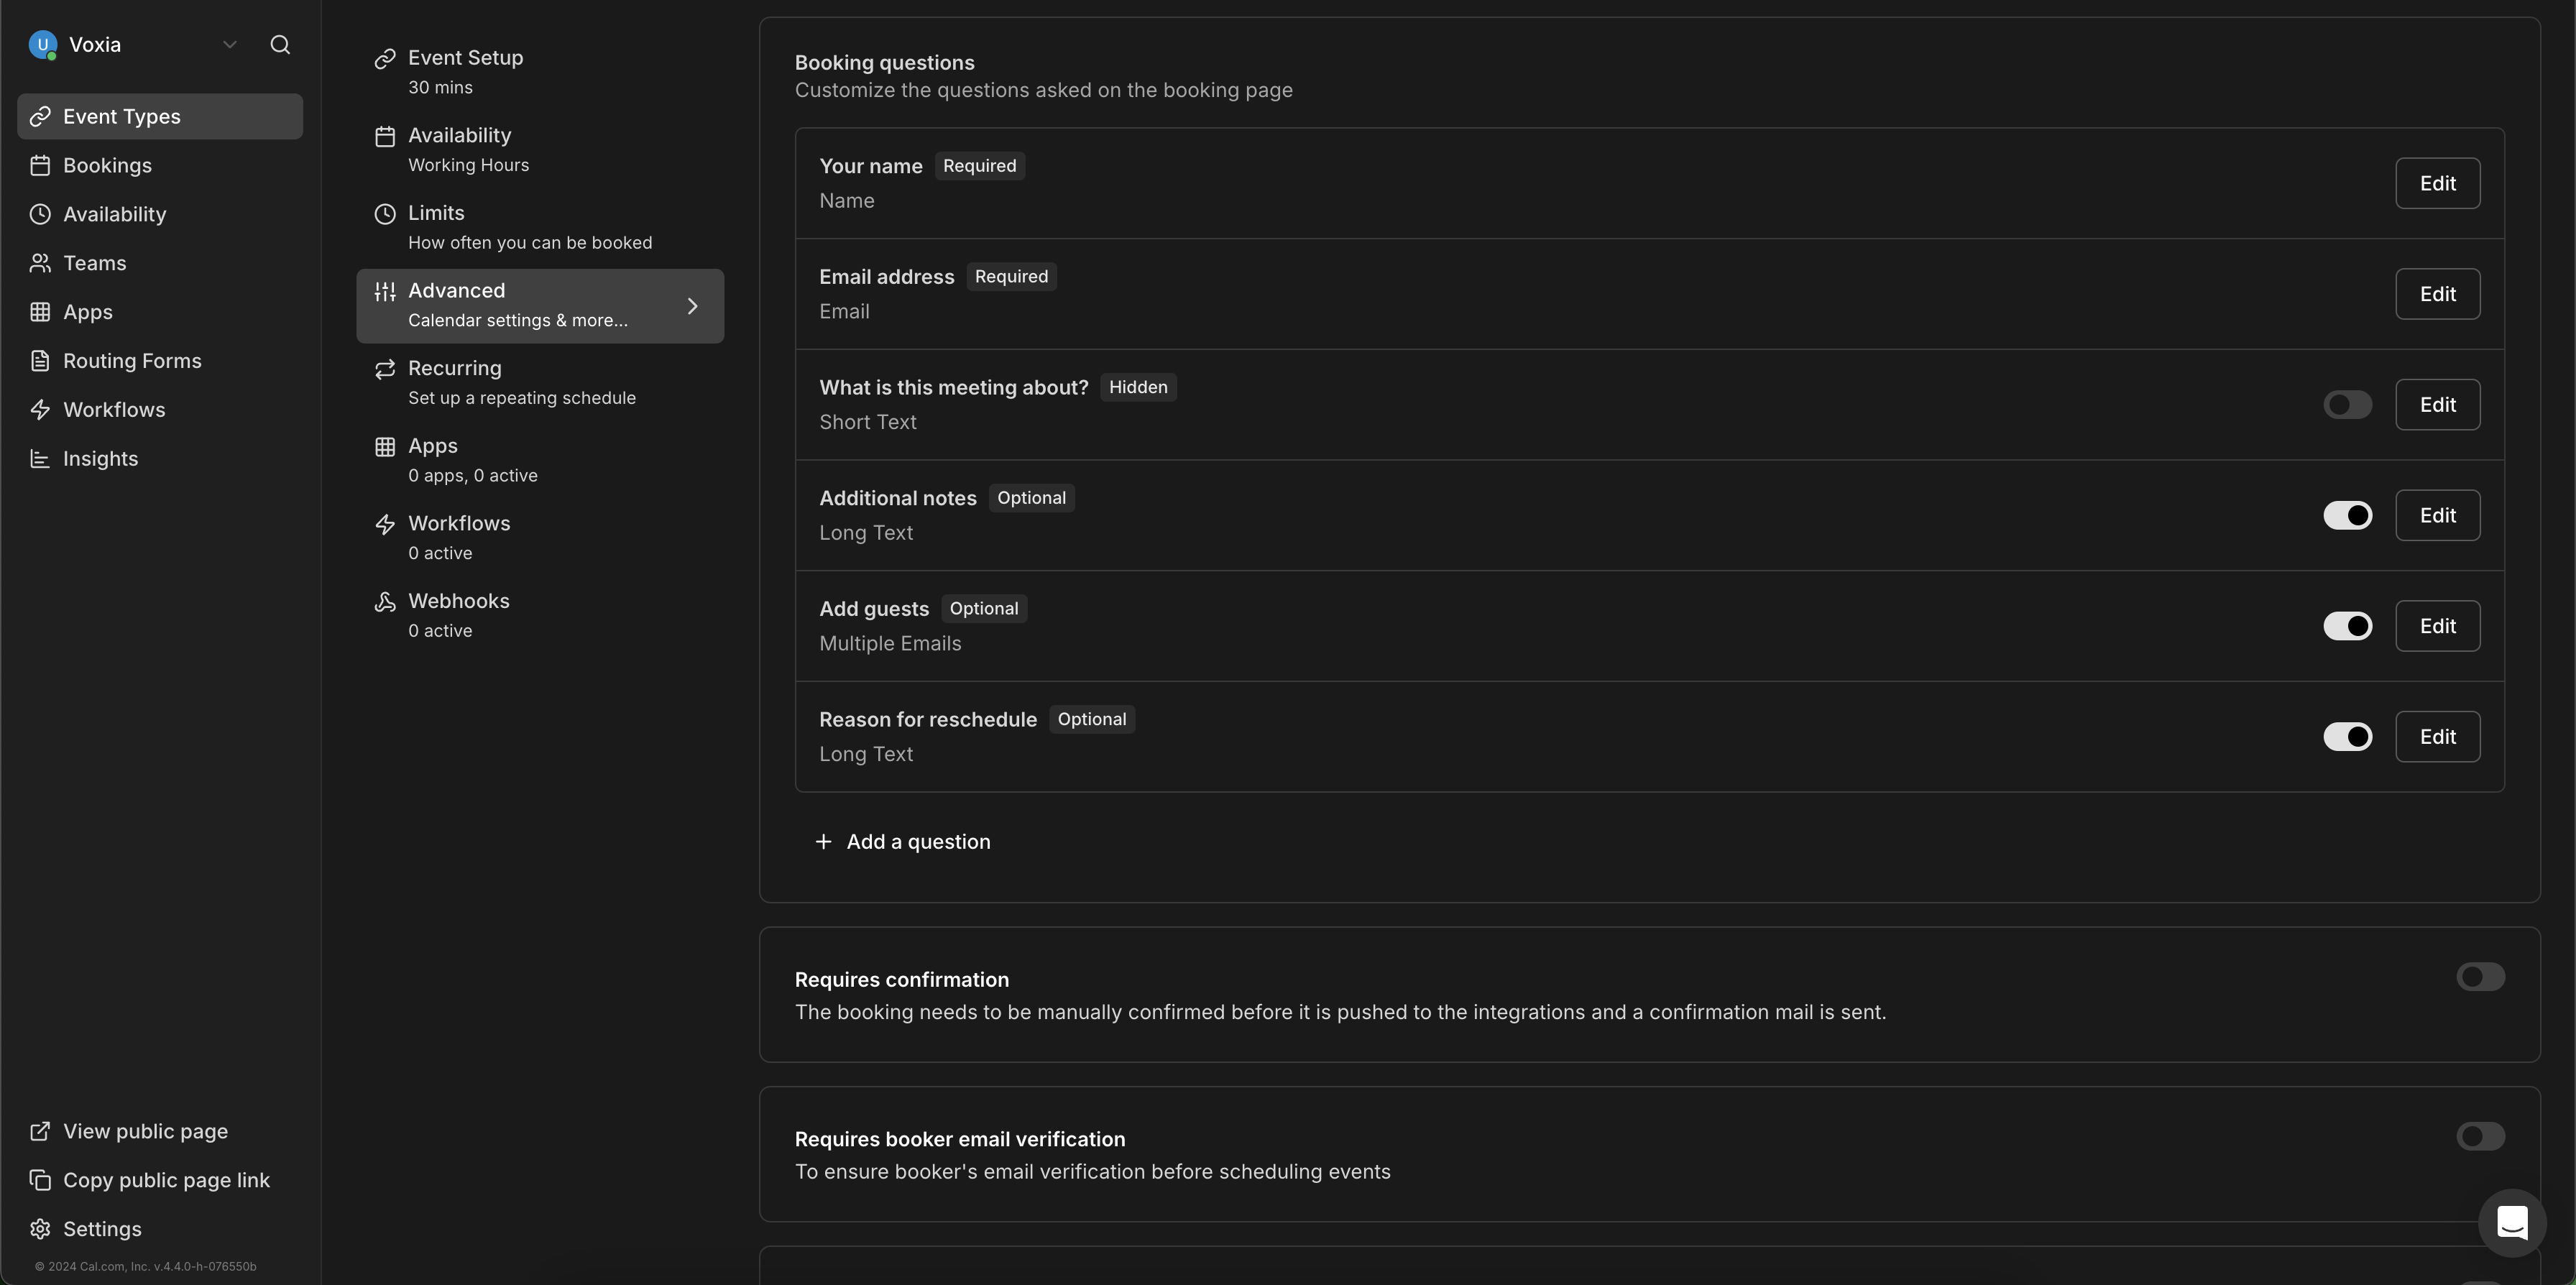 U Voxia
Event Types
Bookings
Availability
Teams
Apps
Routing Forms
Workflows
Insights
View public page
Copy public page link
Settings
© 2024 Cal.com, Inc. v.4.4.0-h-076550b
Event Setup
30 mins
Availability
Working Hours
Limits
How often you can be booked
Advanced
Calendar settings & more...
Recurring
Set up a repeating schedule
Apps
0 apps, 0 active
Workflows
0 active
Webhooks
0 active
Booking questions
Customize the questions asked on the booking page
Your name Required
Name
Edit
Email address Required
Email
Edit
What is this meeting about? Hidden
Short Text
Edit
Additional notes Optional
Long Text
Edit
Add guests Optional
Multiple Emails
Edit
Reason for reschedule Optional
Long Text
Edit
Add a question
Requires confirmation
The booking needs to be manually confirmed before it is pushed to the integrations and a confirmation mail is sent.
Requires booker email verification
To ensure booker's email verification before scheduling events